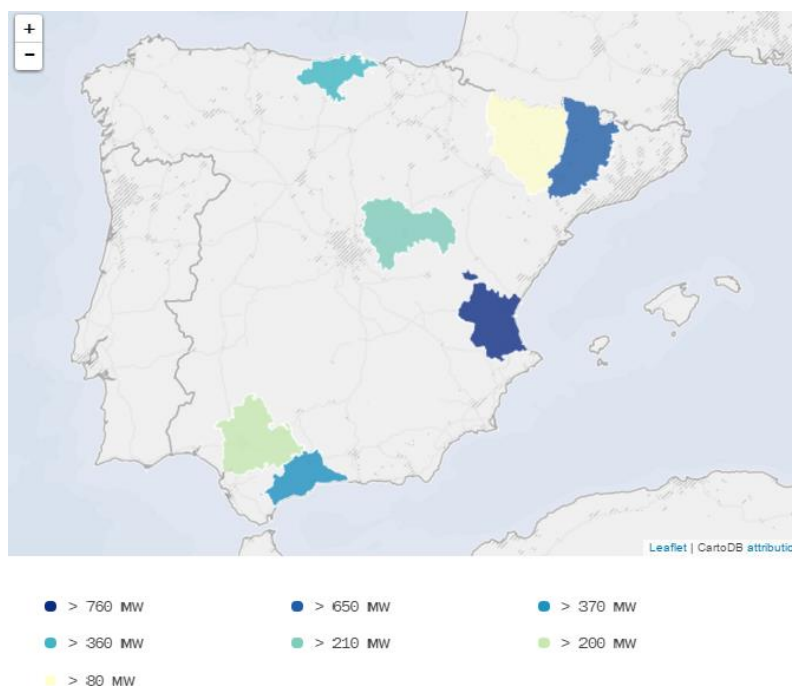 +
−
Leaflet | CartoDB attributio
> 760 MW > 650 MW > 370 MW
> 360 MW > 210 MW > 200 MW
> 80 MW